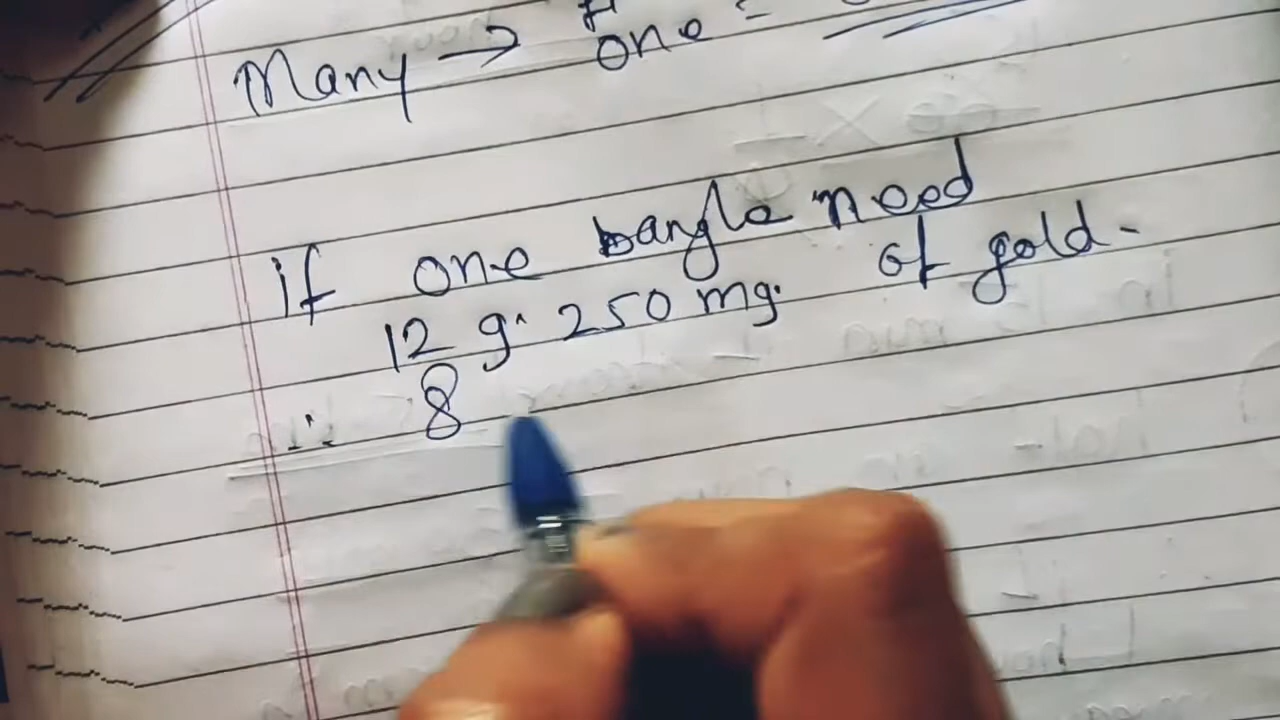 Many → one =
if one bangle need
12 g. 250 mg. of gold.
∴ 8